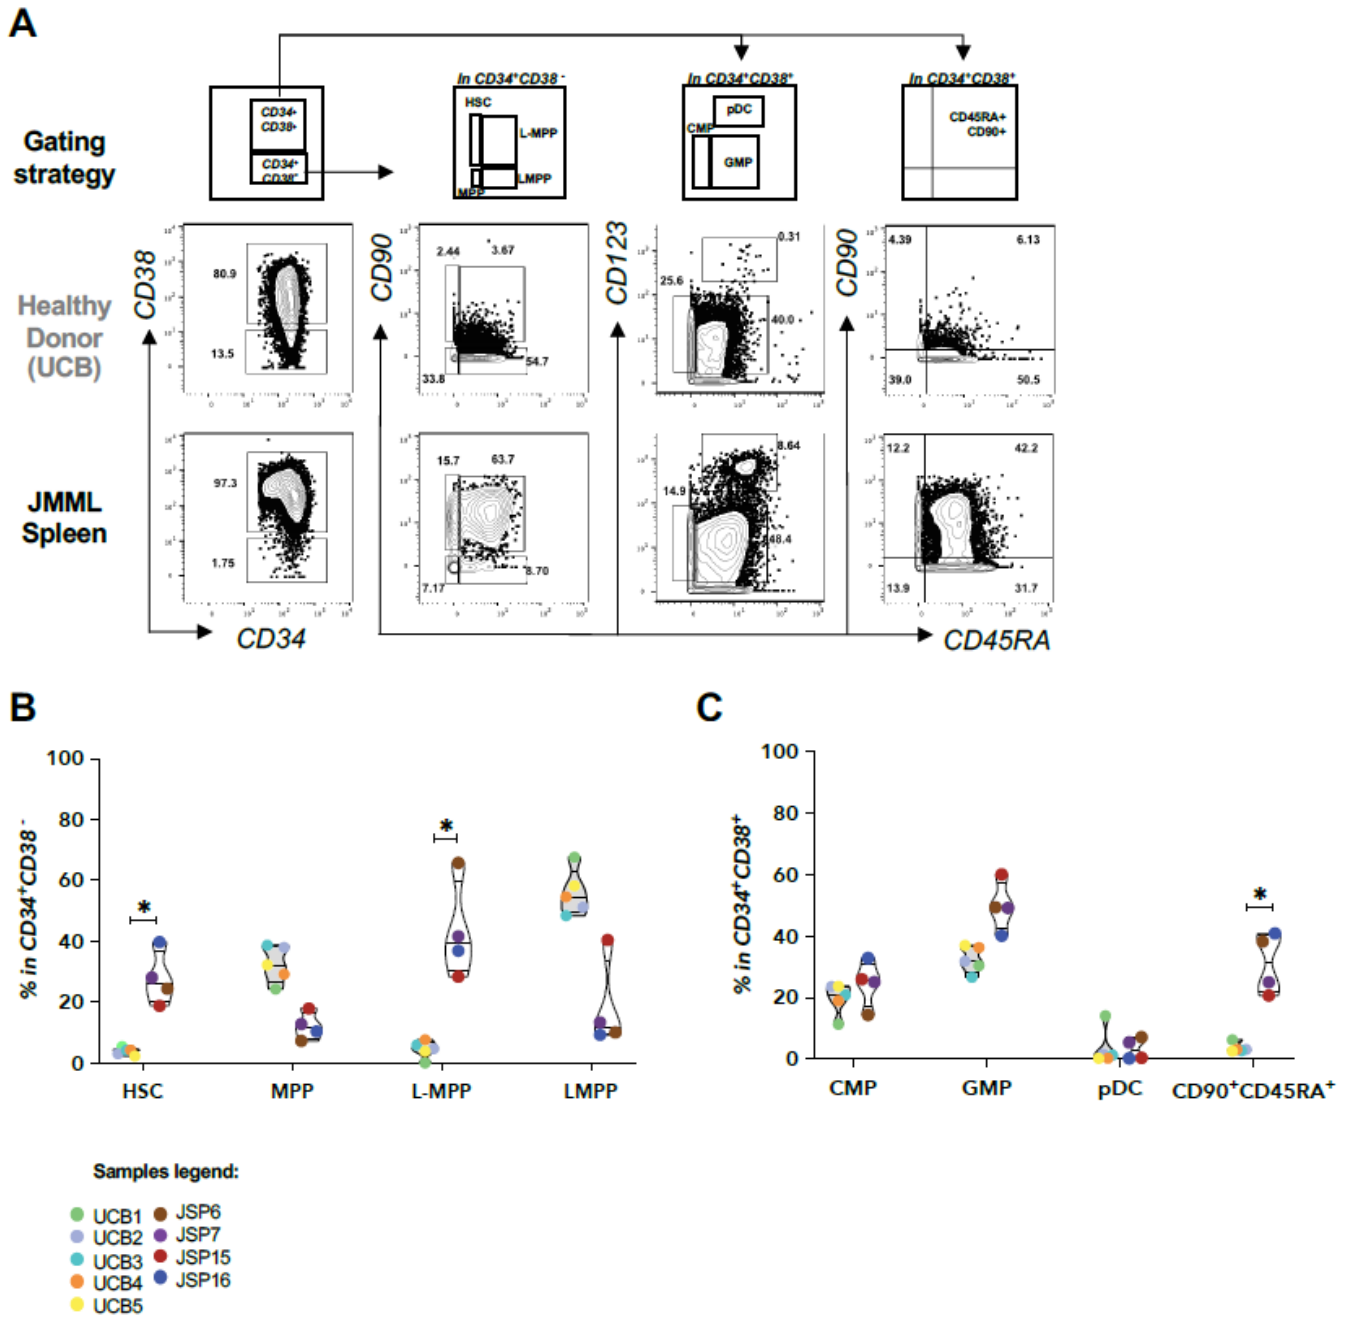 A
In CD34+CD38 -
In CD34+CD38+
In CD34+CD38+
Gating
strategy
CD34+
CD38+
CD34+
CD38-
HSC
L-MPP
LMPP
MPP
pDC
CMP
GMP
CD45RA+
CD90+
Healthy
Donor
(UCB)
CD38
80.9
13.5
CD90
2.44
3.67
54.7
33.8
CD123
0.31
25.6
40.0
CD90
4.39
6.13
39.0
50.5
JMML
Spleen
97.3
1.75
15.7
63.7
8.70
7.17
8.64
14.9
48.4
12.2
42.2
13.9
31.7
CD34
CD45RA
B
% in CD34+CD38 -
100
80
60
40
20
0
*
*
HSC
MPP
L-MPP
LMPP
C
% in CD34+CD38+
100
80
60
40
20
0
*
CMP
GMP
pDC
CD90+CD45RA+
Samples legend:
UCB1
JSP6
UCB2
JSP7
UCB3
JSP15
UCB4
JSP16
UCB5